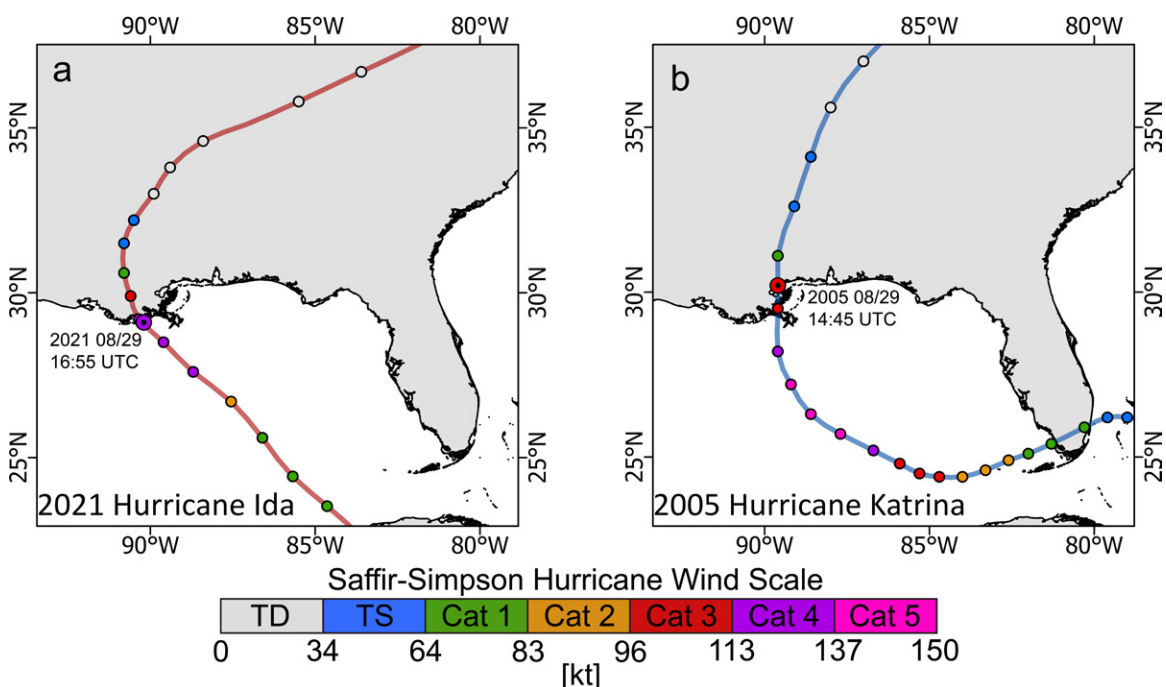 90°W 85°W 80°W
90°W 85°W 80°W
a
b
35°N
35°N
35°N
35°N
30°N
30°N
30°N
30°N
25°N
25°N
25°N
25°N
2021 08/29
16:55 UTC
2005 08/29
14:45 UTC
2021 Hurricane Ida
2005 Hurricane Katrina
90°W 85°W 80°W
90°W 85°W 80°W
Saffir-Simpson Hurricane Wind Scale
TD TS Cat 1 Cat 2 Cat 3 Cat 4 Cat 5
0 34 64 83 96 113 137 150
[kt]